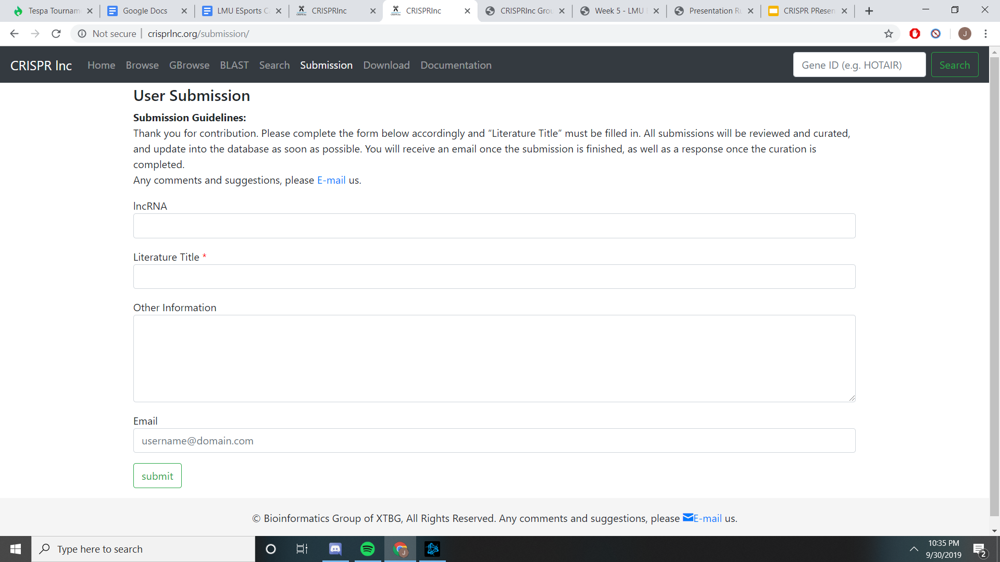 Tespa Tournam
Google Docs
LMU ESports C
CRISPRlnc
CRISPRlnc
CRISPRlnc Grou
Week 5 - LMU
Presentation Ru
CRISPR PResen
Not secure
crisprlnc.org/submission/
J
CRISPR lnc
Home
Browse
GBrowse
BLAST
Search
Submission
Download
Documentation
Gene ID (e.g. HOTAIR)
Search
User Submission
Submission Guidelines:
Thank you for contribution. Please complete the form below accordingly and “Literature Title” must be filled in. All submissions will be reviewed and curated,
and update into the database as soon as possible. You will receive an email once the submission is finished, as well as a response once the curation is
completed.
Any comments and suggestions, please E-mail us.
lncRNA
Literature Title *
Other Information
Email
username@domain.com
submit
© Bioinformatics Group of XTBG, All Rights Reserved. Any comments and suggestions, please E-mail us.
Type here to search
J
10:35 PM
9/30/2019
2